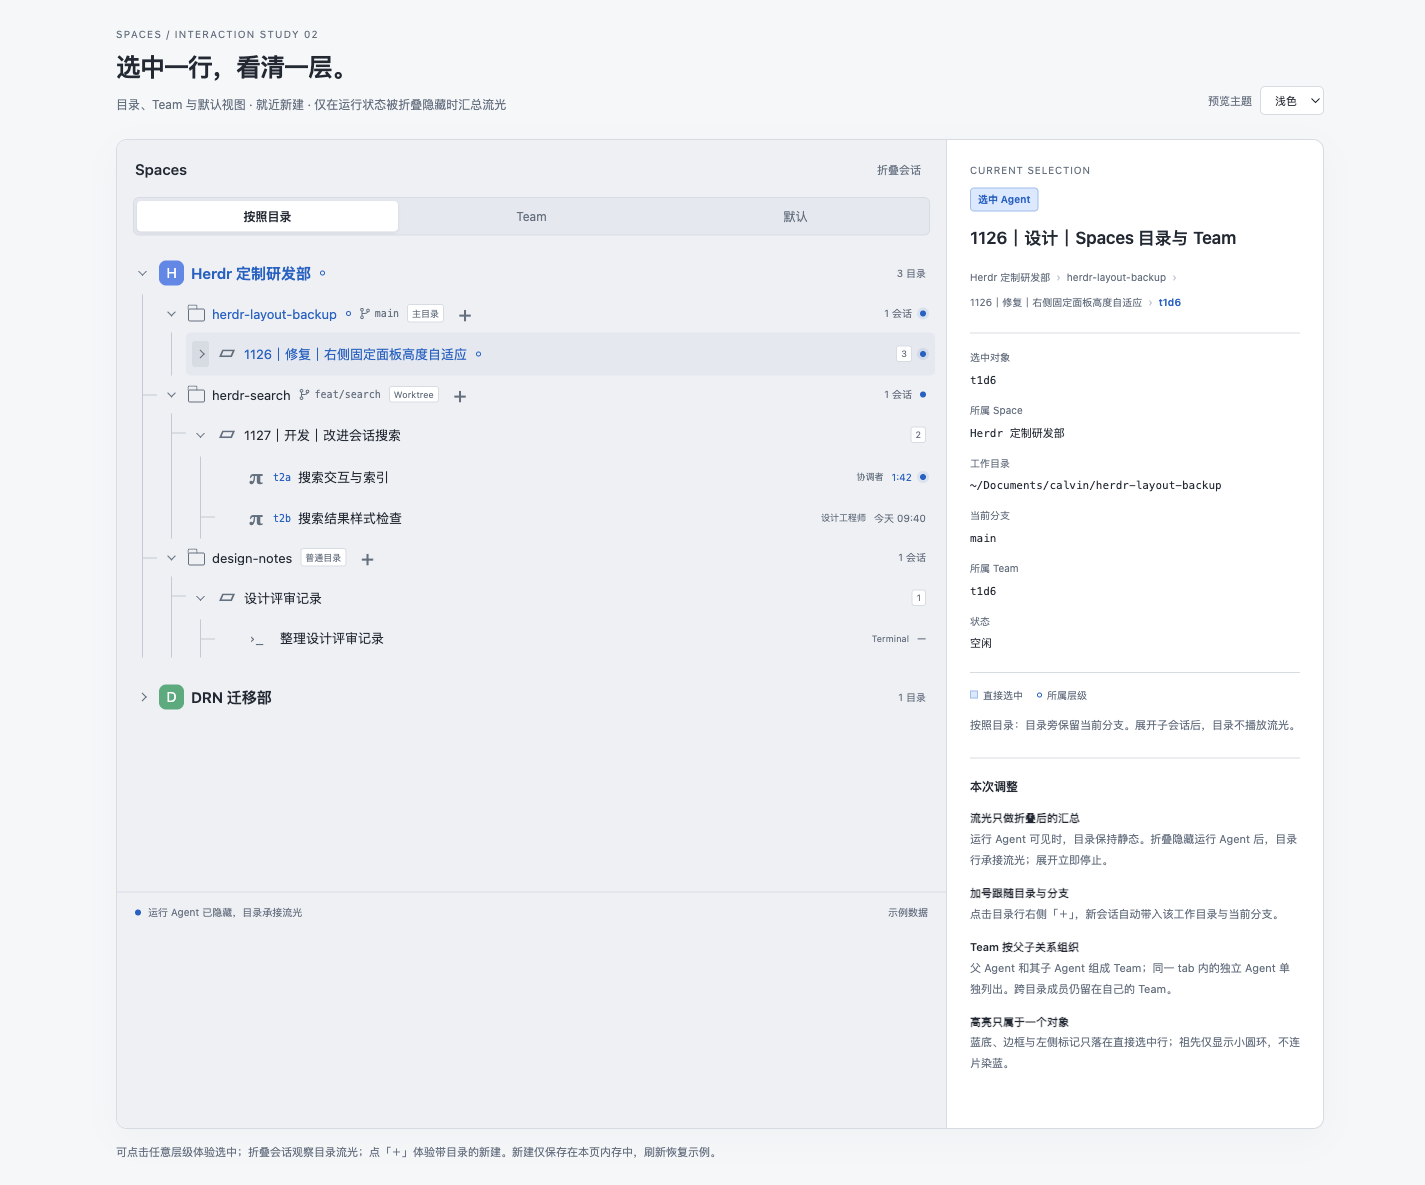 SPACES / INTERACTION STUDY 02
选中一行，看清一层。
目录、Team 与默认视图 · 就近新建 · 仅在运行状态被折叠隐藏时汇总流光
预览主题 浅色
Spaces 折叠会话
按照目录 Team 默认
H Herdr 定制研发部 3 目录
herdr-layout-backup main 主目录 + 1 会话
1126｜修复｜右侧固定面板高度自适应 3
herdr-search feat/search Worktree + 1 会话
1127｜开发｜改进会话搜索 2
π t2a 搜索交互与索引 协调者 1:42
π t2b 搜索结果样式检查 设计工程师 今天 09:40
design-notes 普通目录 + 1 会话
设计评审记录 1
›_ 整理设计评审记录 Terminal —
D DRN 迁移部 1 目录
运行 Agent 已隐藏，目录承接流光 示例数据
CURRENT SELECTION
选中 Agent
1126｜设计｜Spaces 目录与 Team
Herdr 定制研发部 › herdr-layout-backup ›
1126｜修复｜右侧固定面板高度自适应 › t1d6
选中对象
t1d6
所属 Space
Herdr 定制研发部
工作目录
~/Documents/calvin/herdr-layout-backup
当前分支
main
所属 Team
t1d6
状态
空闲
直接选中 所属层级
按照目录：目录旁保留当前分支。展开子会话后，目录不播放流光。
本次调整
流光只做折叠后的汇总
运行 Agent 可见时，目录保持静态。折叠隐藏运行 Agent 后，目录
行承接流光；展开立即停止。
加号跟随目录与分支
点击目录行右侧「＋」，新会话自动带入该工作目录与当前分支。
Team 按父子关系组织
父 Agent 和其子 Agent 组成 Team；同一 tab 内的独立 Agent 单
独列出。跨目录成员仍留在自己的 Team。
高亮只属于一个对象
蓝底、边框与左侧标记只落在直接选中行；祖先仅显示小圆环，不连
片染蓝。
可点击任意层级体验选中；折叠会话观察目录流光；点「＋」体验带目录的新建。新建仅保存在本页内存中，刷新恢复示例。